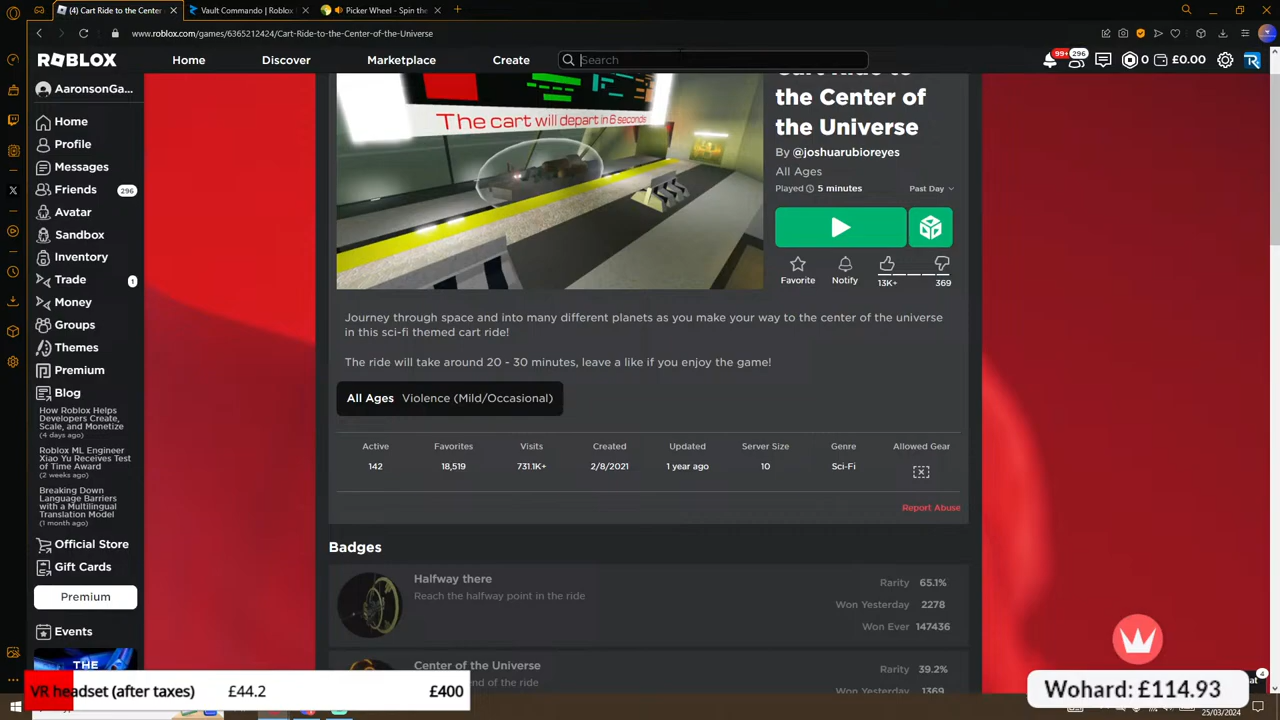 (4) Cart Ride to the Center of
Vault Commando | Roblox
Picker Wheel - Spin the
www.roblox.com/games/6365212424/Cart-Ride-to-the-Center-of-the-Universe
ROBLOX
Home
Discover
Marketplace
Create
Search
99+
296
0
£0.00
AaronsonGa...
Home
Profile
Messages
Friends
296
Avatar
Sandbox
Inventory
Trade
1
Money
Groups
Themes
Premium
Blog
How Roblox Helps
Developers Create,
Scale, and Monetize
(4 days ago)
Roblox ML Engineer
Xiao Yu Receives Test
of Time Award
(2 weeks ago)
Breaking Down
Language Barriers
with a Multilingual
Translation Model
(1 month ago)
Official Store
Gift Cards
Premium
Events
THE
The cart will depart in 6 seconds
Cart Ride to
the Center of
the Universe
By @joshuarubioreyes
All Ages
Played 5 minutes
Past Day
Favorite
Notify
13K+
369
Journey through space and into many different planets as you make your way to the center of the universe
in this sci-fi themed cart ride!
The ride will take around 20 - 30 minutes, leave a like if you enjoy the game!
All Ages Violence (Mild/Occasional)
Active Favorites Visits Created Updated Server Size Genre Allowed Gear
142 18,519 731.1K+ 2/8/2021 1 year ago 10 Sci-Fi
Report Abuse
Badges
Halfway there
Reach the halfway point in the ride
Rarity 65.1%
Won Yesterday 2278
Won Ever 147436
Center of the Universe
nd of the ride
Rarity 39.2%
Won Yesterday 1369
VR headset (after taxes) £44.2 £400
Wohard: £114.93
at
4
25/03/2024